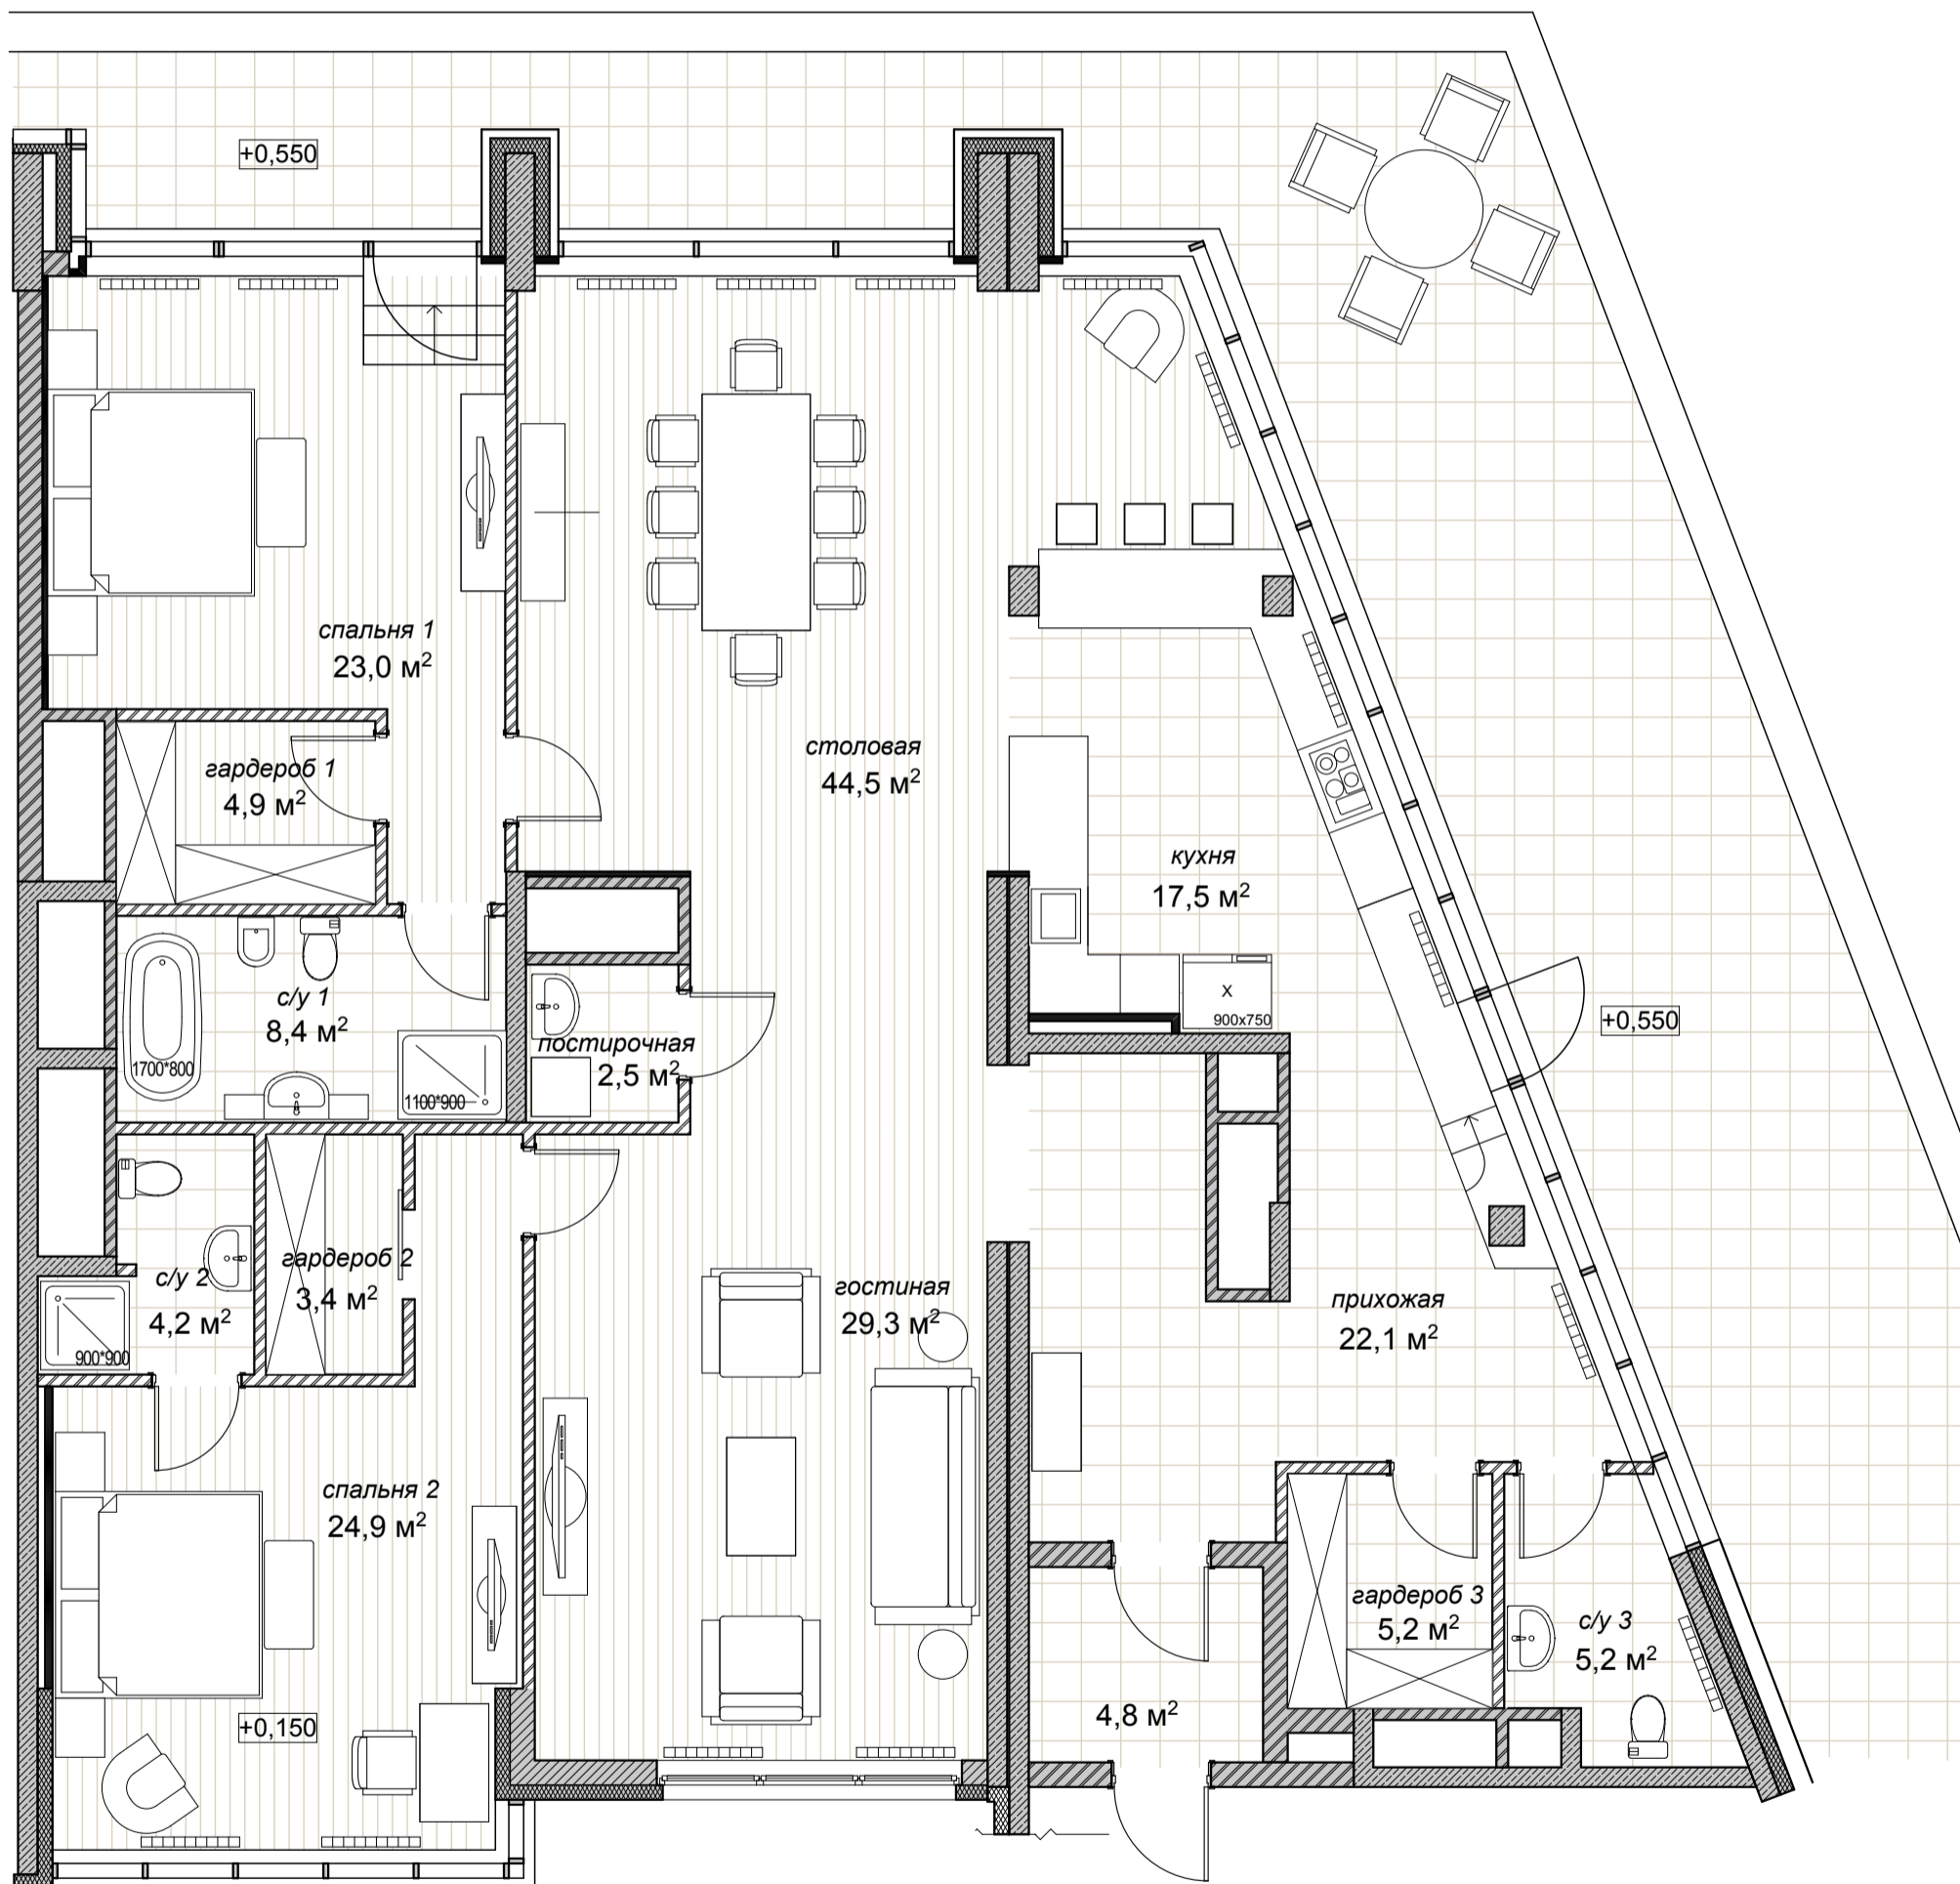 +0,550
спальня 1
23,0 м²
столовая
44,5 м²
гардероб 1
4,9 м²
кухня
17,5 м²
с/у 1
8,4 м²
1700*800
1100*900
постирочная
2,5 м²
X
900x750
+0,550
с/у 2
4,2 м²
900*900
гардероб 2
3,4 м²
гостиная
29,3 м²
прихожая
22,1 м²
спальня 2
24,9 м²
+0,150
4,8 м²
гардероб 3
5,2 м²
с/у 3
5,2 м²